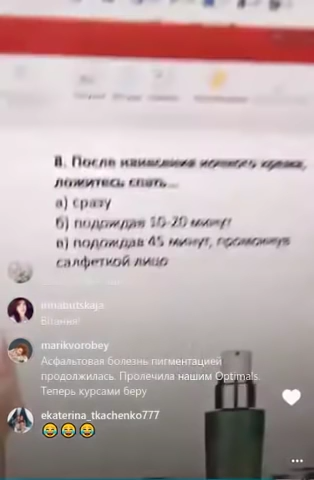 8. После нанесения ночного крема,
ложитесь спать...
а) сразу
б) подождав 10-20 минут
в) подождав 45 минут, промокнув
салфеткой лицо
marikvorobey
Асфальтовая болезнь пигментацией
продолжилась. Пролечила нашим Optimals.
Теперь курсами беру
ekaterina_tkachenko777
😂😂😂